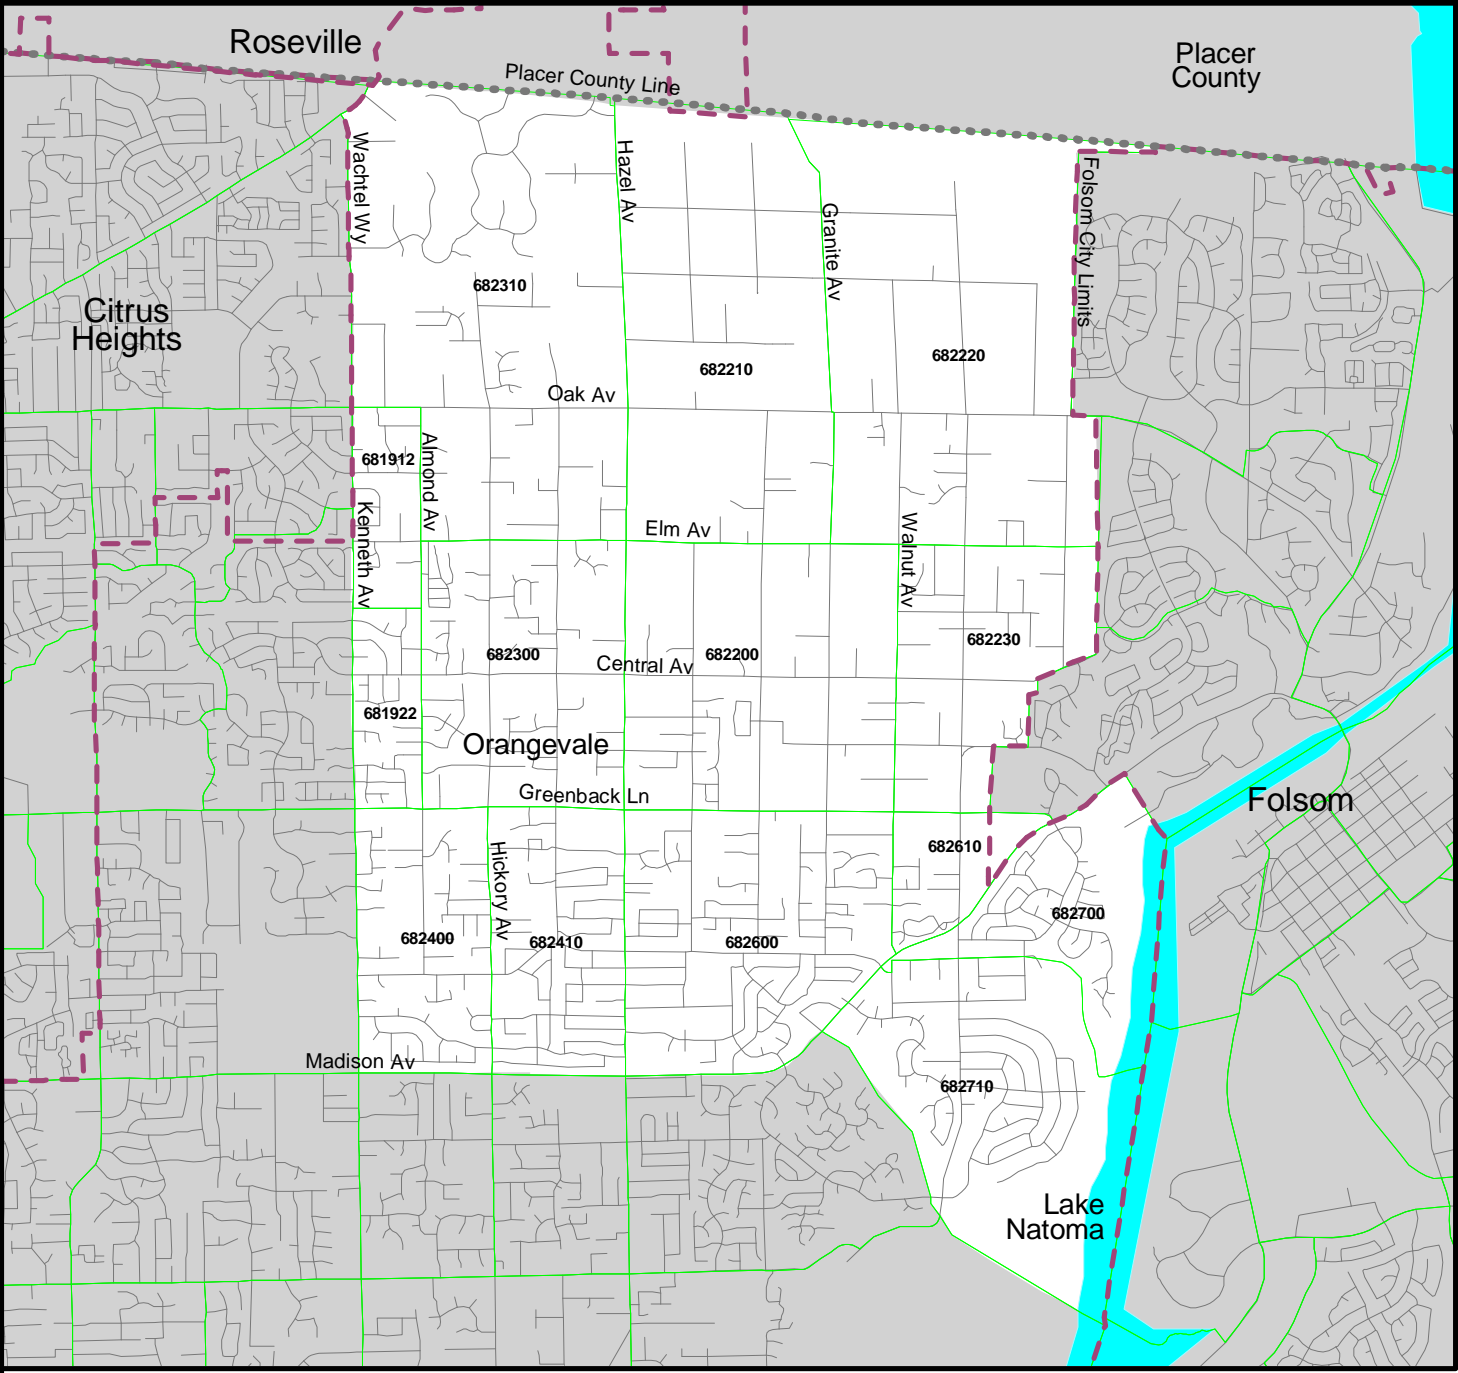 Roseville
Placer
County
Placer County Line
Wachtel Wy
Hazel Av
Granite Av
Folsom City Limits
Citrus
Heights
682310
682210
682220
Oak Av
681912
Almond Av
Kenneth Av
Elm Av
Walnut Av
682300
Central Av
682200
682230
681922
Orangevale
Greenback Ln
Folsom
Hickory Av
682610
682400
682410
682600
682700
Madison Av
682710
Lake
Natoma